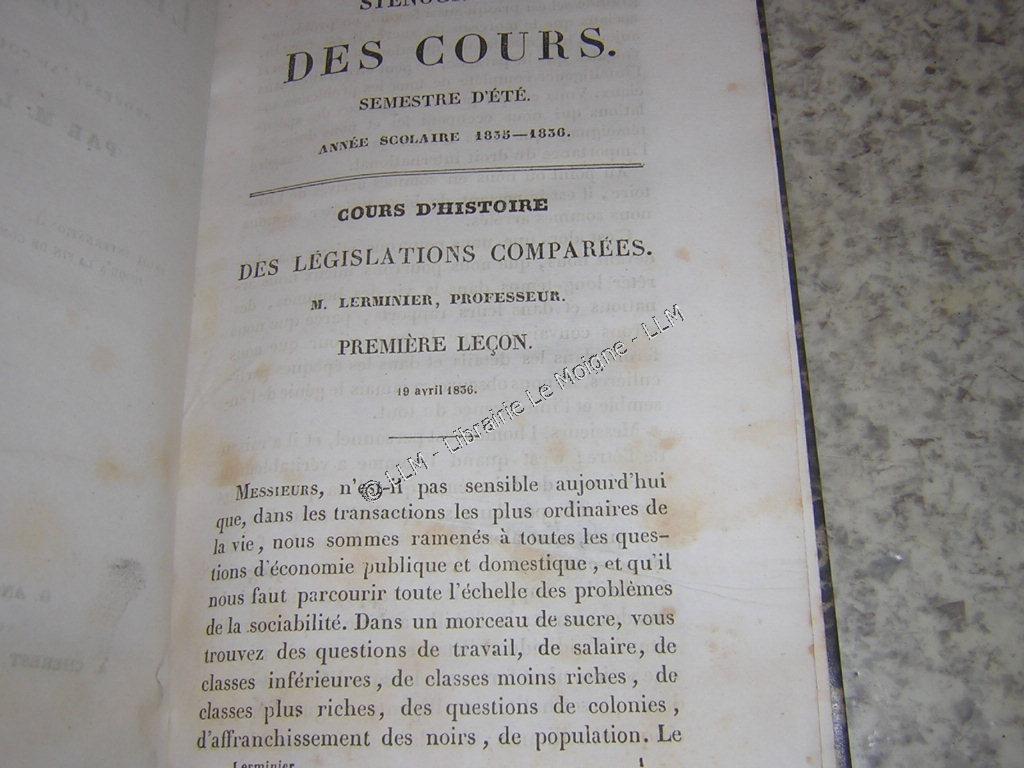 DES COURS.
SEMESTRE D'ÉTÉ.
ANNÉE SCOLAIRE 1835—1836.
COURS D'HISTOIRE
DES LÉGISLATIONS COMPARÉES.
M. LERMINIER, PROFESSEUR.
PREMIÈRE LEÇON.
19 avril 1836.
© LLM - Librairie Le Moigne - LLM
MESSIEURS, n'est-il pas sensible aujourd'hui
que, dans les transactions les plus ordinaires de
la vie, nous sommes ramenés à toutes les ques-
tions d'économie publique et domestique, et qu'il
nous faut parcourir toute l'échelle des problèmes
de la sociabilité. Dans un morceau de sucre, vous
trouvez des questions de travail, de salaire, de
classes inférieures, de classes moins riches, de
classes plus riches, des questions de colonies,
d'affranchissement des noirs, de population. Le
Lerminier 1